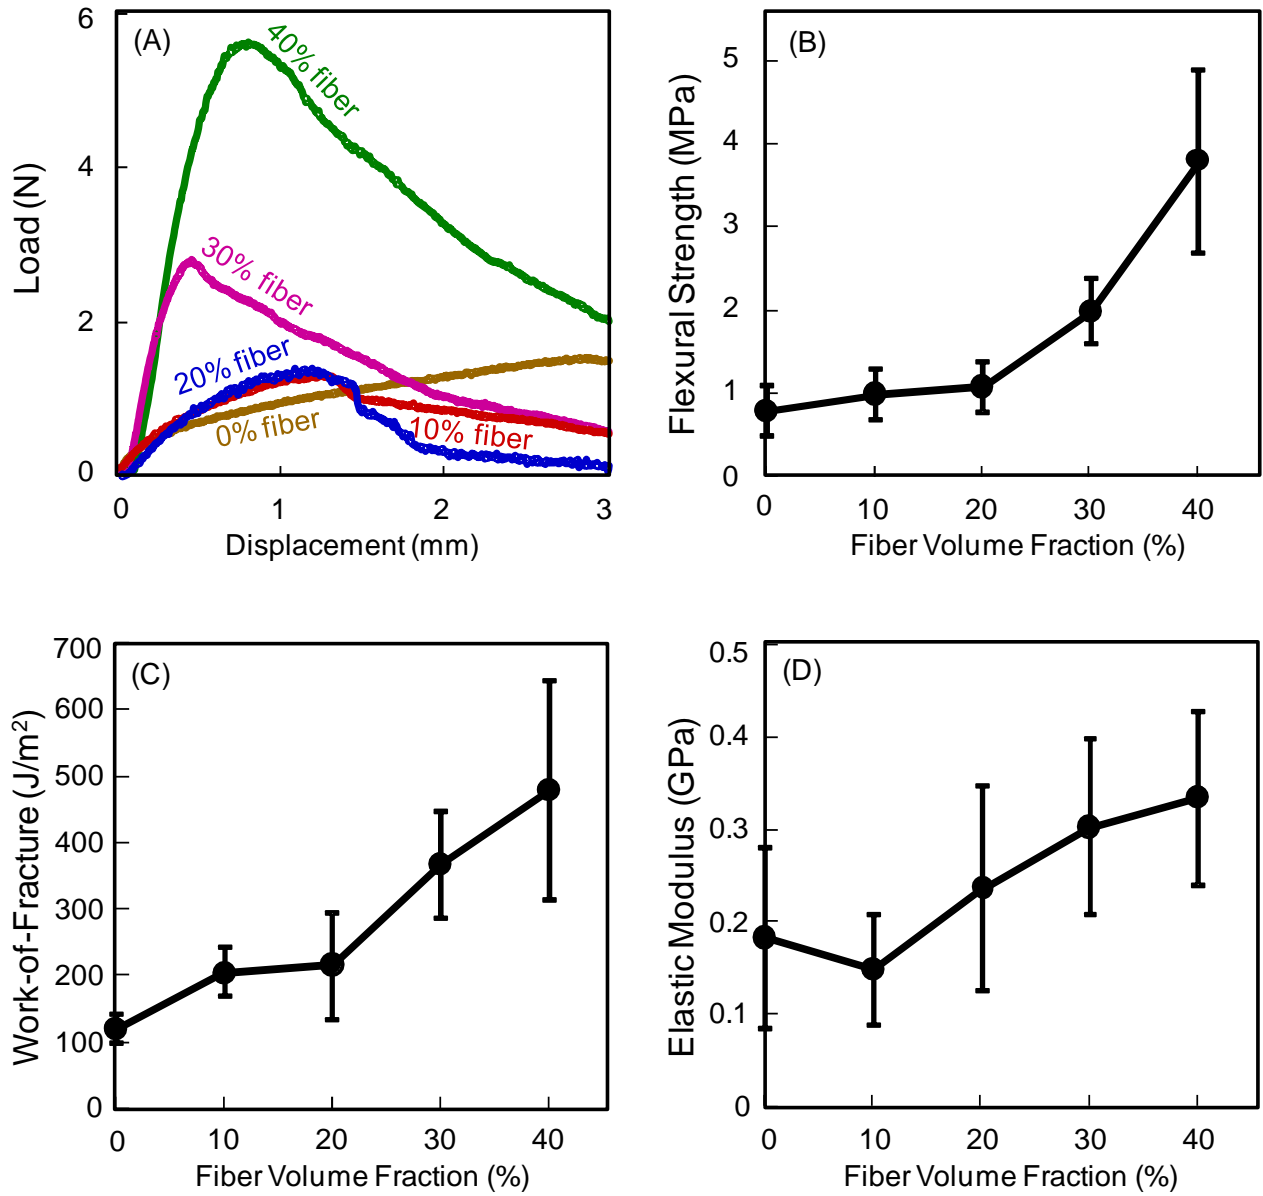 (A)
6
4
2
0
Load (N)
40% fiber
30% fiber
20% fiber
10% fiber
0% fiber
0 1 2 3
Displacement (mm)
(B)
5
4
3
2
1
0
Flexural Strength (MPa)
0 10 20 30 40
Fiber Volume Fraction (%)
(C)
700
600
500
400
300
200
100
0
Work-of-Fracture (J/m²)
0 10 20 30 40
Fiber Volume Fraction (%)
(D)
0.5
0.4
0.3
0.2
0.1
0
Elastic Modulus (GPa)
0 10 20 30 40
Fiber Volume Fraction (%)